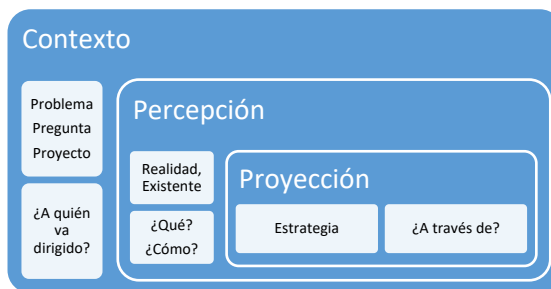 Contexto
Problema
Pregunta
Proyecto
¿A quién
va
dirigido?
Percepción
Realidad,
Existente
¿Qué?
¿Cómo?
Proyección
Estrategia
¿A través de?